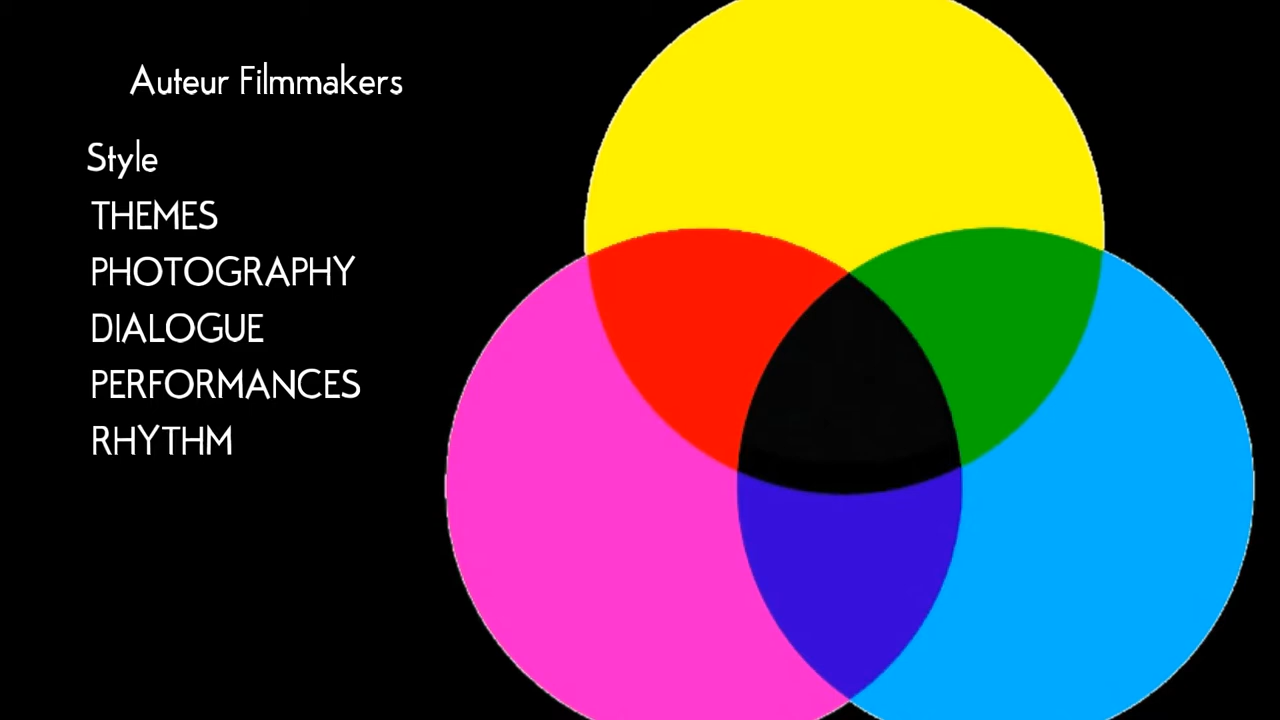 Auteur Filmmakers
Style
THEMES
PHOTOGRAPHY
DIALOGUE
PERFORMANCES
RHYTHM